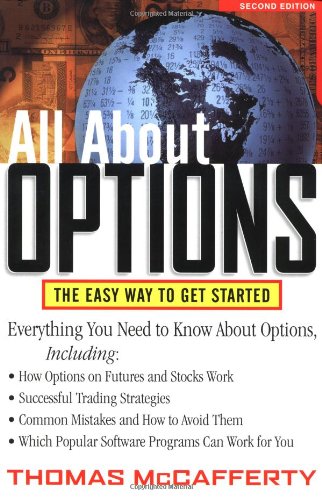 SECOND EDITION
All About
OPTIONS
THE EASY WAY TO GET STARTED
Everything You Need to Know About Options,
Including:
• How Options on Futures and Stocks Work
• Successful Trading Strategies
• Common Mistakes and How to Avoid Them
• Which Popular Software Programs Can Work for You
THOMAS McCAFFERTY